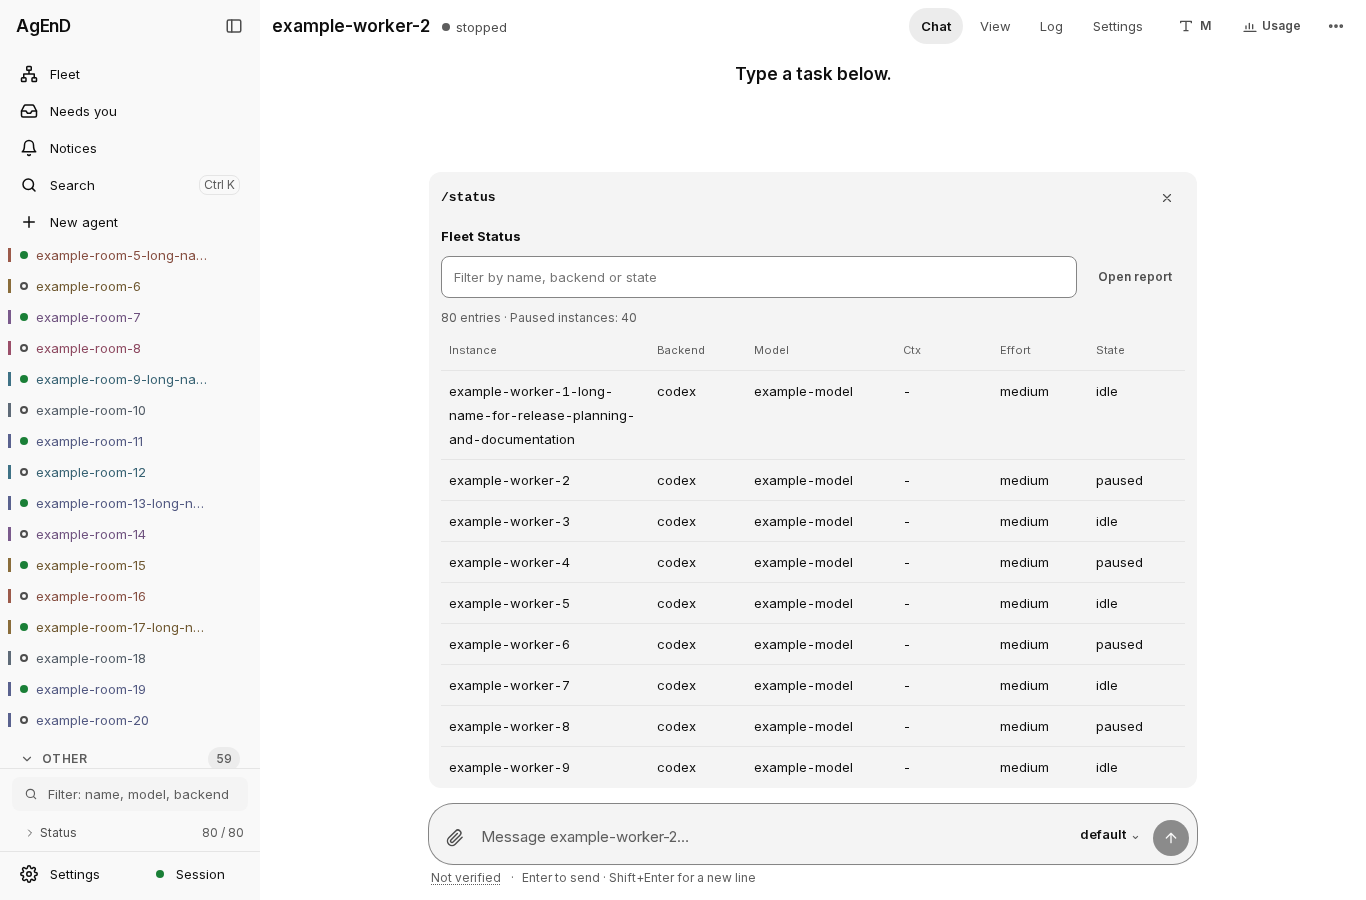 AgEnD
Fleet
Needs you
Notices
Search Ctrl K
New agent
example-room-5-long-na...
example-room-6
example-room-7
example-room-8
example-room-9-long-na...
example-room-10
example-room-11
example-room-12
example-room-13-long-n...
example-room-14
example-room-15
example-room-16
example-room-17-long-n...
example-room-18
example-room-19
example-room-20
OTHER 59
Filter: name, model, backend
Status 80 / 80
Settings Session
example-worker-2 stopped Chat View Log Settings M Usage
Type a task below.
/status
Fleet Status
Filter by name, backend or state Open report
80 entries · Paused instances: 40
Instance Backend Model Ctx Effort State
example-worker-1-long- codex example-model - medium idle
name-for-release-planning-
and-documentation
example-worker-2 codex example-model - medium paused
example-worker-3 codex example-model - medium idle
example-worker-4 codex example-model - medium paused
example-worker-5 codex example-model - medium idle
example-worker-6 codex example-model - medium paused
example-worker-7 codex example-model - medium idle
example-worker-8 codex example-model - medium paused
example-worker-9 codex example-model - medium idle
Message example-worker-2... default
Not verified · Enter to send · Shift+Enter for a new line